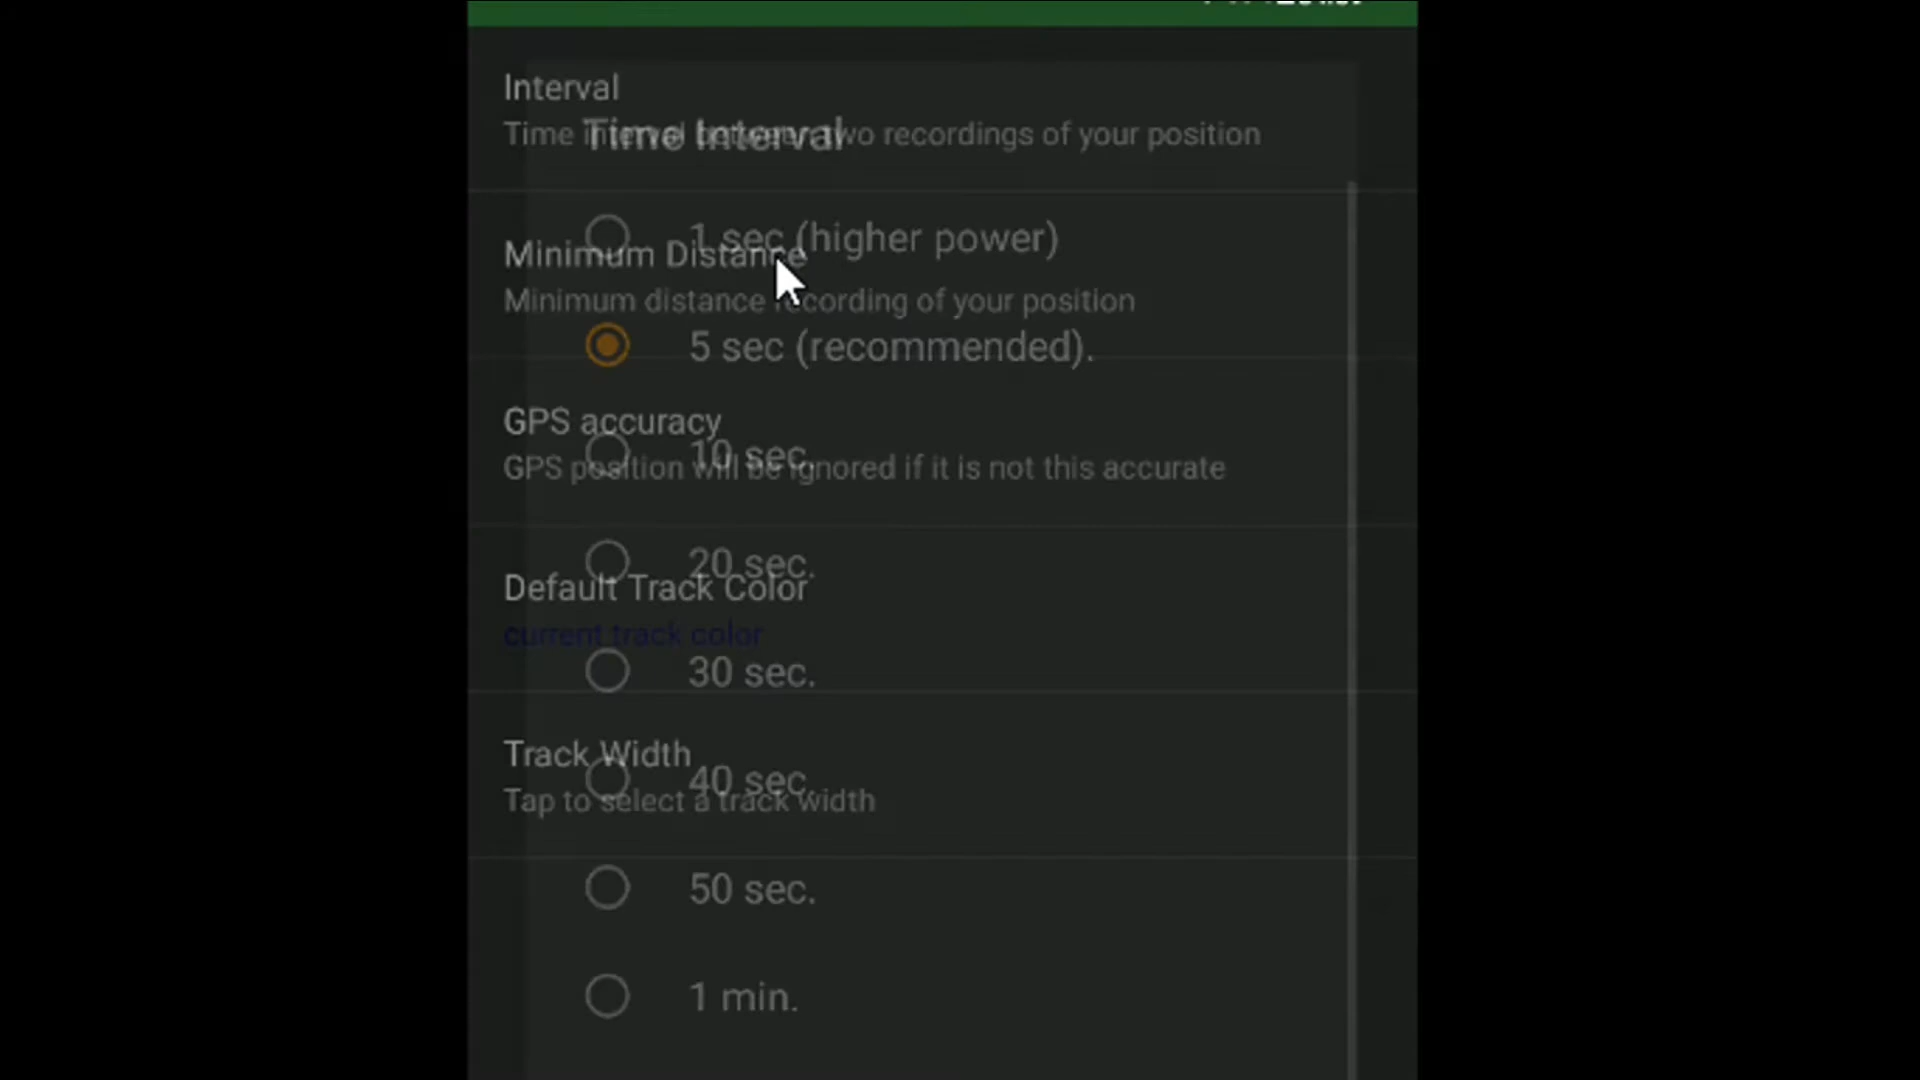 Interval
Time interval between two recordings of your position
Time Interval
1 sec (higher power)
Minimum Distance
Minimum distance recording of your position
5 sec (recommended).
GPS accuracy
10 sec.
GPS position will be ignored if it is not this accurate
20 sec.
Default Track Color
current track color
30 sec.
Track Width
40 sec.
Tap to select a track width
50 sec.
1 min.